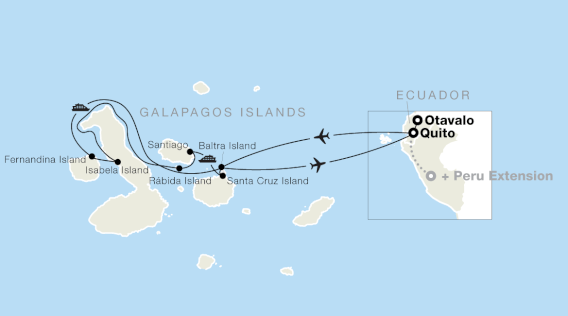 ECUADOR
GALAPAGOS ISLANDS
Otavalo
Quito
Santiago
Baltra Island
Fernandina Island
Isabela Island
Rábida Island
Santa Cruz Island
+ Peru Extension